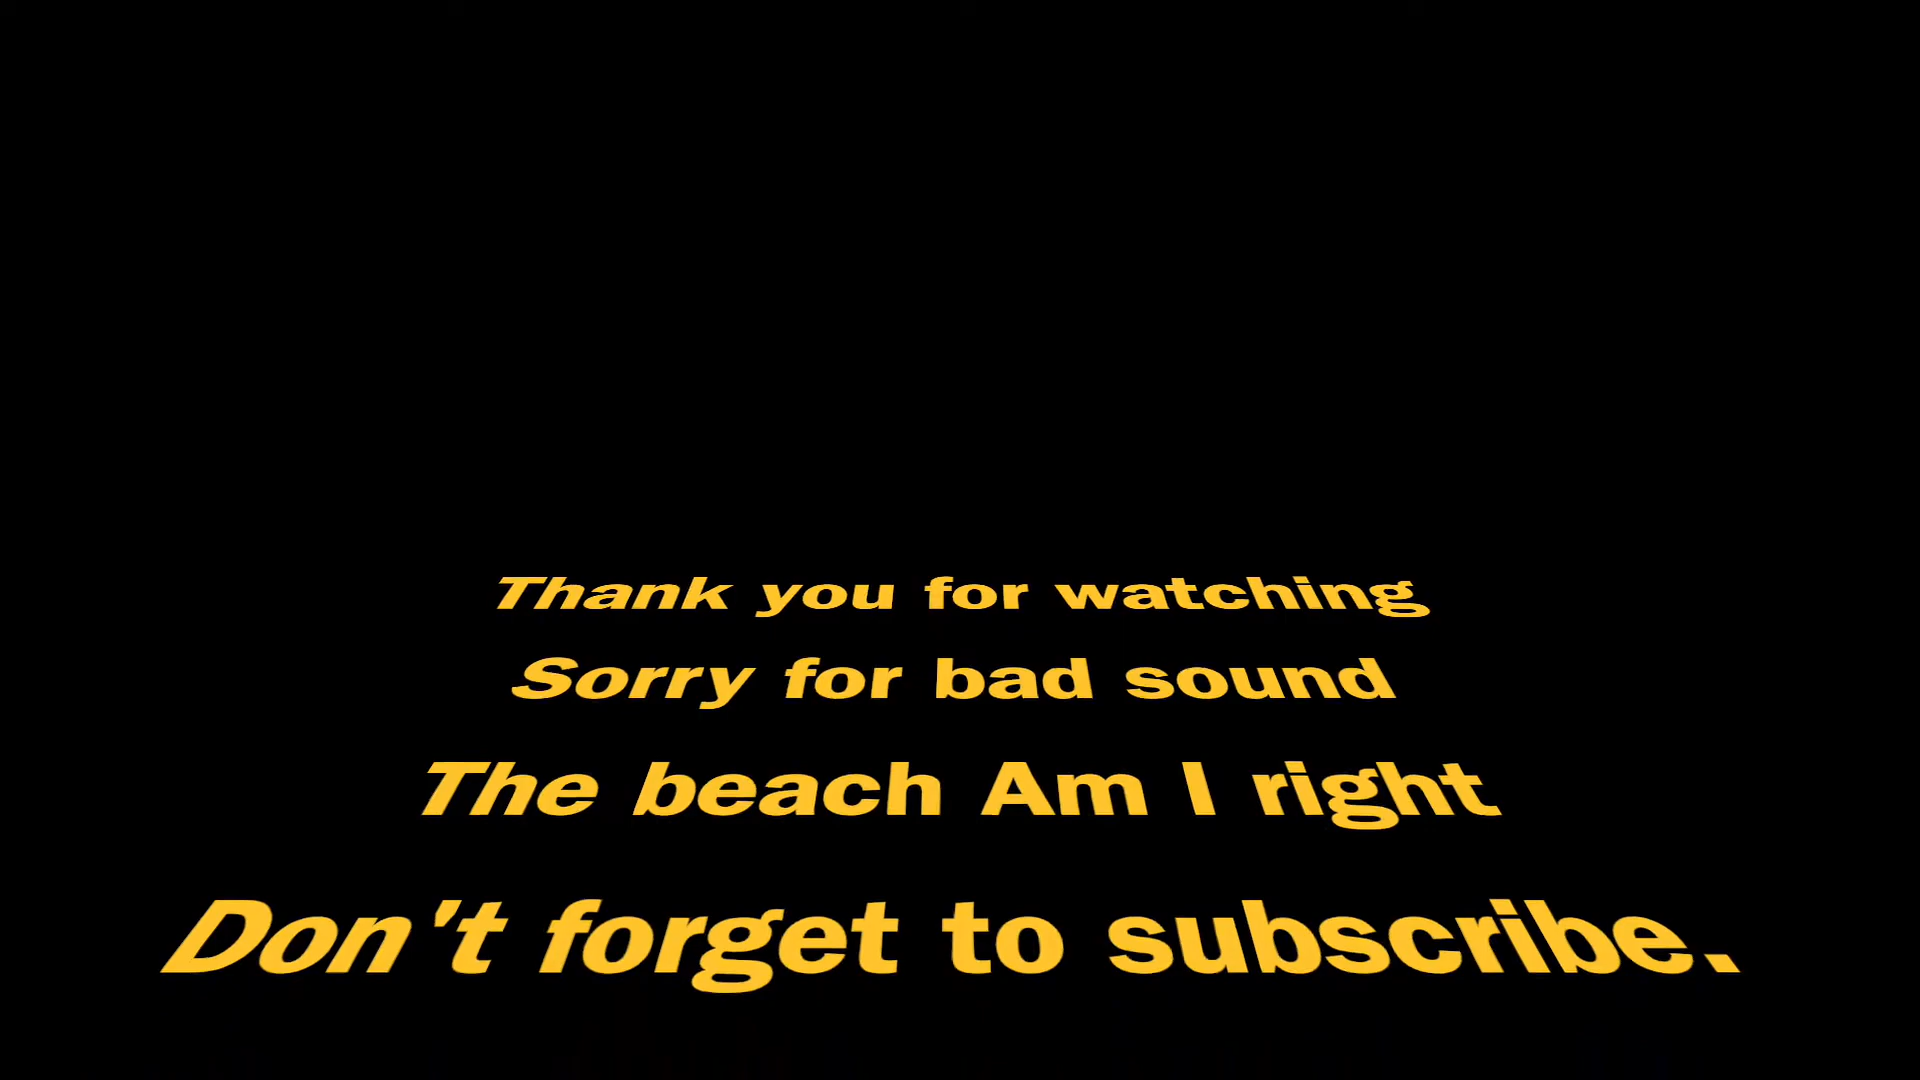 Thank you for watching
Sorry for bad sound
The beach Am I right
Don't forget to subscribe.